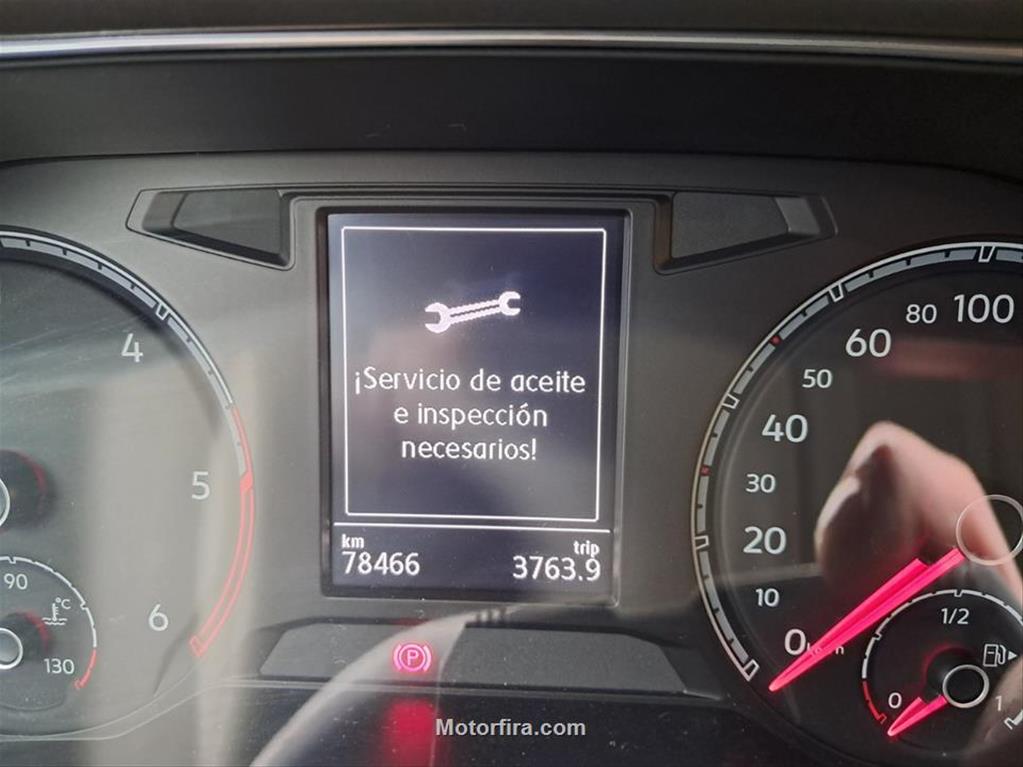 ¡Servicio de aceite
e inspección
necesarios!
km
78466
trip
3763.9
4
5
6
90
°C
130
P
0
10
20
30
40
50
60
80
100
0
1/2
1
Motorfira.com